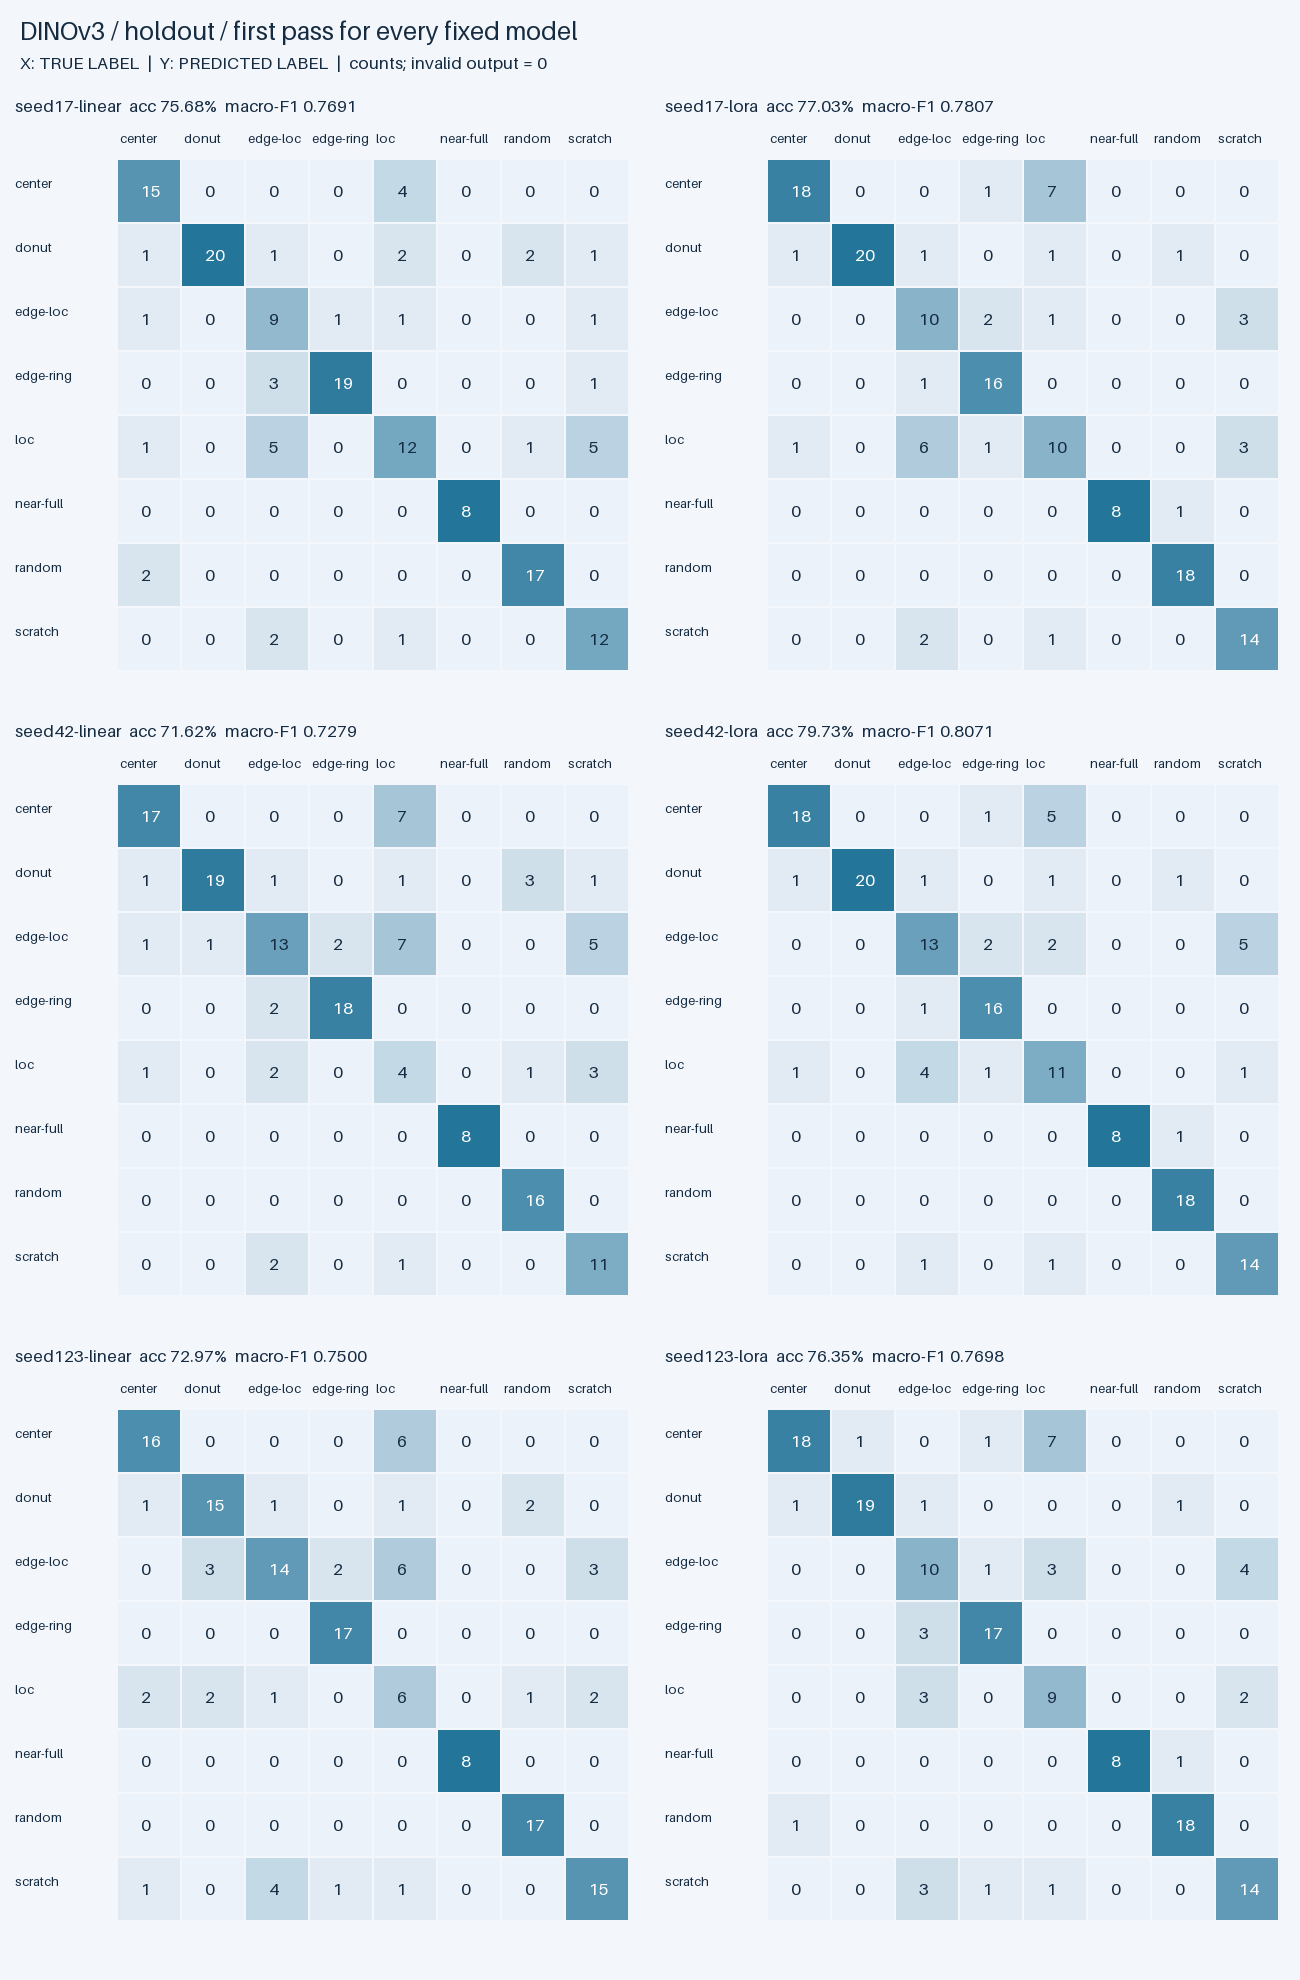 DINOv3 / holdout / first pass for every fixed model
X: TRUE LABEL | Y: PREDICTED LABEL | counts; invalid output = 0
seed17-linear acc 75.68% macro-F1 0.7691
center donut edge-loc edge-ring loc near-full random scratch
center 15 0 0 0 4 0 0 0
donut 1 20 1 0 2 0 2 1
edge-loc 1 0 9 1 1 0 0 1
edge-ring 0 0 3 19 0 0 0 1
loc 1 0 5 0 12 0 1 5
near-full 0 0 0 0 0 8 0 0
random 2 0 0 0 0 0 17 0
scratch 0 0 2 0 1 0 0 12
seed17-lora acc 77.03% macro-F1 0.7807
center donut edge-loc edge-ring loc near-full random scratch
center 18 0 0 1 7 0 0 0
donut 1 20 1 0 1 0 1 0
edge-loc 0 0 10 2 1 0 0 3
edge-ring 0 0 1 16 0 0 0 0
loc 1 0 6 1 10 0 0 3
near-full 0 0 0 0 0 8 1 0
random 0 0 0 0 0 0 18 0
scratch 0 0 2 0 1 0 0 14
seed42-linear acc 71.62% macro-F1 0.7279
center donut edge-loc edge-ring loc near-full random scratch
center 17 0 0 0 7 0 0 0
donut 1 19 1 0 1 0 3 1
edge-loc 1 1 13 2 7 0 0 5
edge-ring 0 0 2 18 0 0 0 0
loc 1 0 2 0 4 0 1 3
near-full 0 0 0 0 0 8 0 0
random 0 0 0 0 0 0 16 0
scratch 0 0 2 0 1 0 0 11
seed42-lora acc 79.73% macro-F1 0.8071
center donut edge-loc edge-ring loc near-full random scratch
center 18 0 0 1 5 0 0 0
donut 1 20 1 0 1 0 1 0
edge-loc 0 0 13 2 2 0 0 5
edge-ring 0 0 1 16 0 0 0 0
loc 1 0 4 1 11 0 0 1
near-full 0 0 0 0 0 8 1 0
random 0 0 0 0 0 0 18 0
scratch 0 0 1 0 1 0 0 14
seed123-linear acc 72.97% macro-F1 0.7500
center donut edge-loc edge-ring loc near-full random scratch
center 16 0 0 0 6 0 0 0
donut 1 15 1 0 1 0 2 0
edge-loc 0 3 14 2 6 0 0 3
edge-ring 0 0 0 17 0 0 0 0
loc 2 2 1 0 6 0 1 2
near-full 0 0 0 0 0 8 0 0
random 0 0 0 0 0 0 17 0
scratch 1 0 4 1 1 0 0 15
seed123-lora acc 76.35% macro-F1 0.7698
center donut edge-loc edge-ring loc near-full random scratch
center 18 1 0 1 7 0 0 0
donut 1 19 1 0 0 0 1 0
edge-loc 0 0 10 1 3 0 0 4
edge-ring 0 0 3 17 0 0 0 0
loc 0 0 3 0 9 0 0 2
near-full 0 0 0 0 0 8 1 0
random 1 0 0 0 0 0 18 0
scratch 0 0 3 1 1 0 0 14